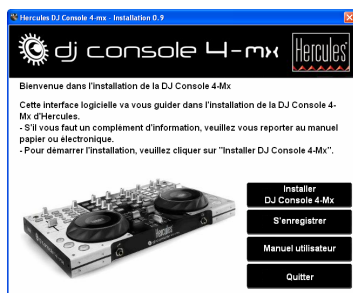 Hercules DJ Console 4-mx - Installation 0.9
dj console 4-mx
Hercules
Bienvenue dans l'installation de la DJ Console 4-Mx
Cette interface logicielle va vous guider dans l'installation de la DJ Console 4-
Mx d'Hercules.
- S'il vous faut un complément d'information, veuillez vous reporter au manuel
papier ou électronique.
- Pour démarrer l'installation, veuillez cliquer sur "Installer DJ Console 4-Mx".
Installer
DJ Console 4-Mx
S'enregistrer
Manuel utilisateur
Quitter
Hercules